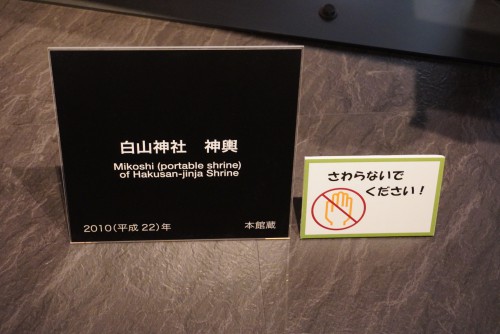 白山神社　神輿
Mikoshi (portable shrine)
of Hakusan-jinja Shrine
2010(平成 22)年　本館蔵
さわらないで
ください！